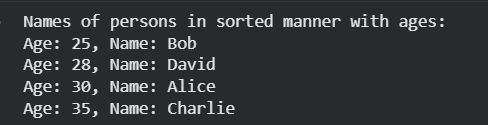 Names of persons in sorted manner with ages:
Age: 25, Name: Bob
Age: 28, Name: David
Age: 30, Name: Alice
Age: 35, Name: Charlie